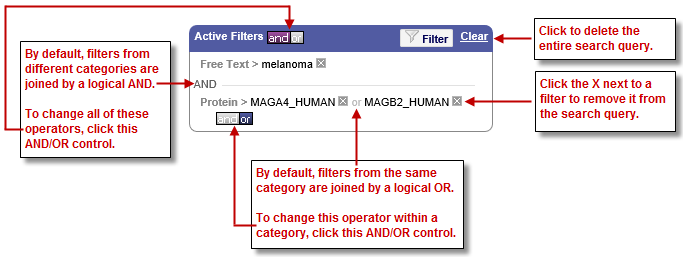 Active Filters and or Filter Clear
Free Text > melanoma
AND
Protein > MAGA4_HUMAN or MAGB2_HUMAN
and or
By default, filters from
different categories are
joined by a logical AND.
To change all of these
operators, click this
AND/OR control.
Click to delete the
entire search query.
Click the X next to a
filter to remove it from
the search query.
By default, filters from the same
category are joined by a logical OR.
To change this operator within a
category, click this AND/OR control.